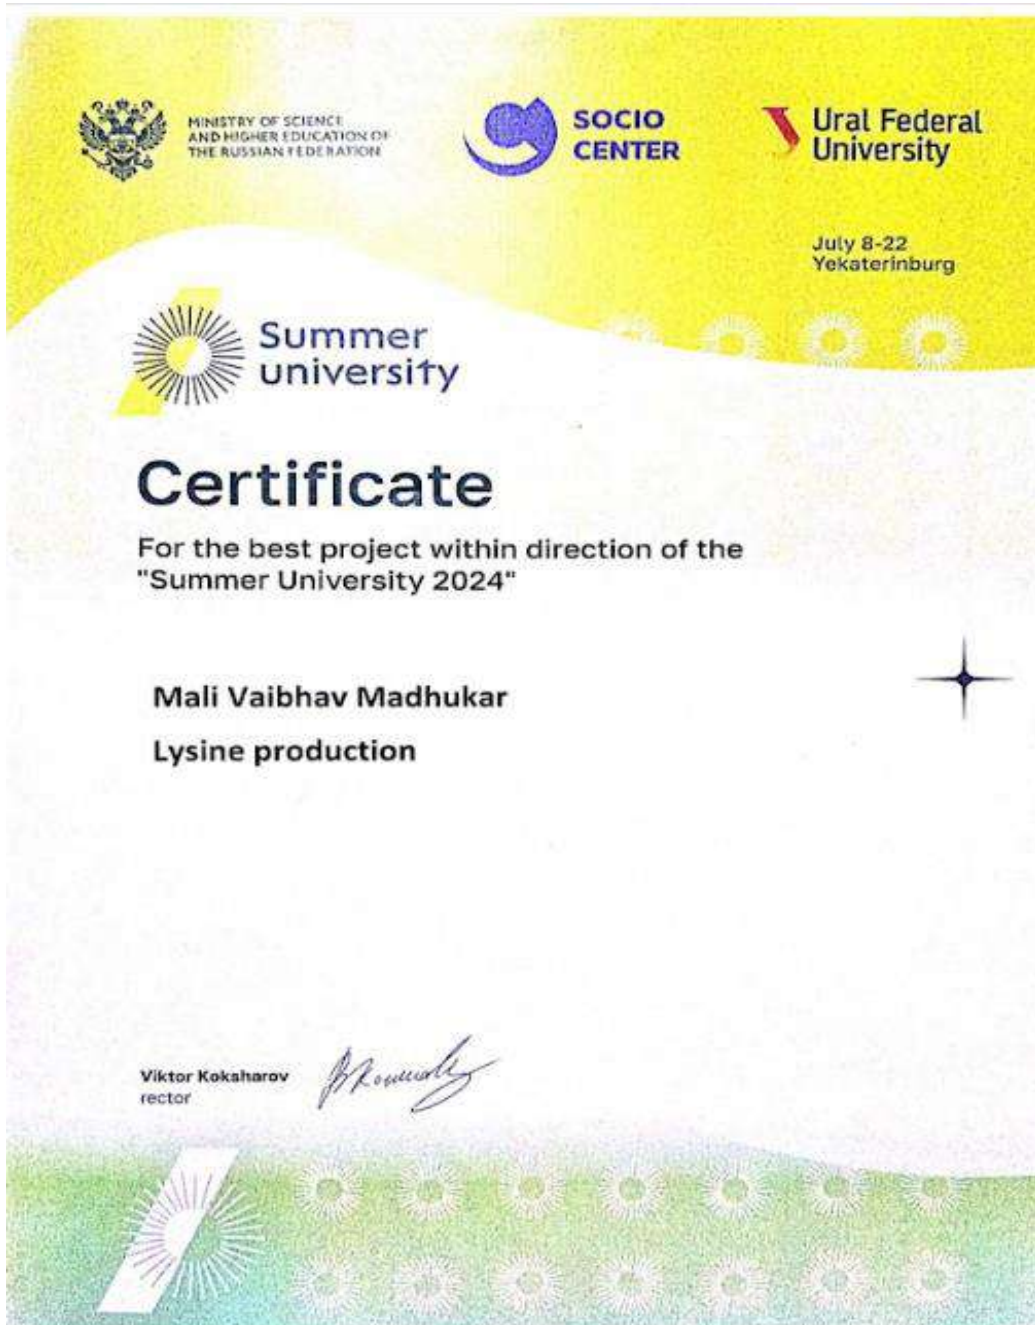 MINISTRY OF SCIENCE
AND HIGHER EDUCATION OF
THE RUSSIAN FEDERATION
SOCIO
CENTER
Ural Federal
University
July 8-22
Yekaterinburg
Summer
university
Certificate
For the best project within direction of the
"Summer University 2024"
Mali Vaibhav Madhukar
Lysine production
Viktor Koksharov
rector